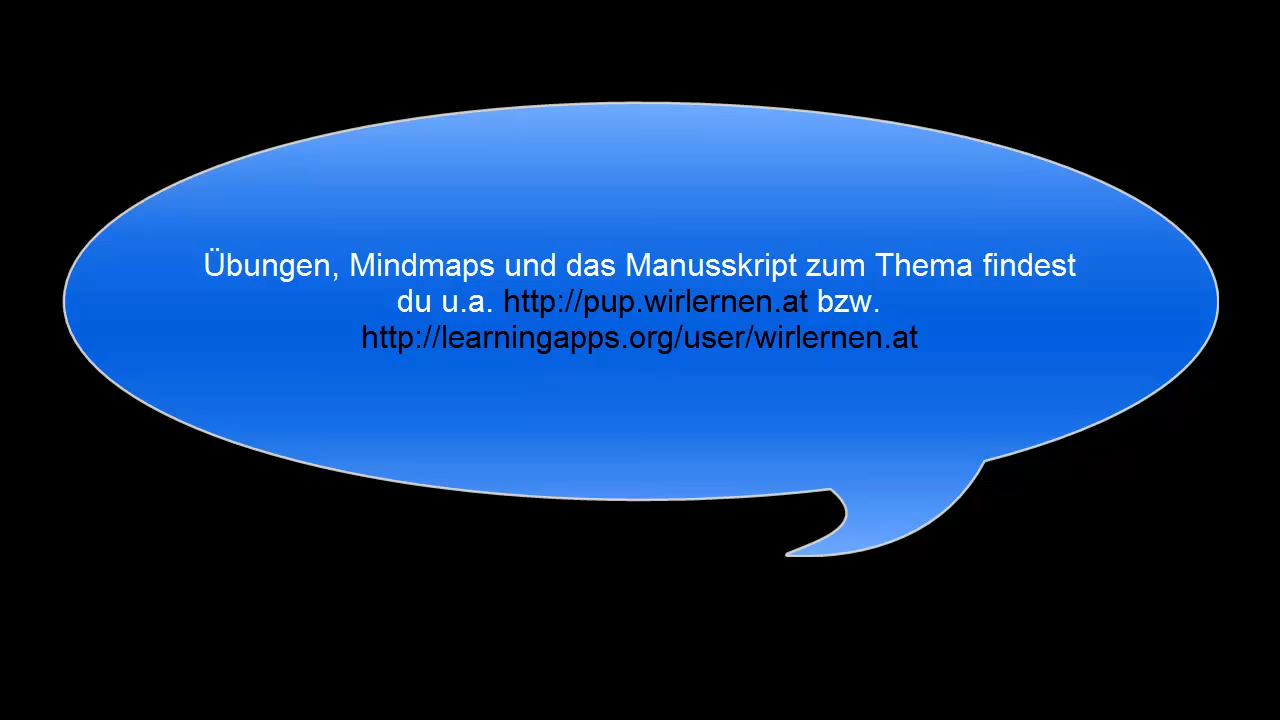 Übungen, Mindmaps und das Manusskript zum Thema findest
du u.a. http://pup.wirlernen.at bzw.
http://learningapps.org/user/wirlernen.at